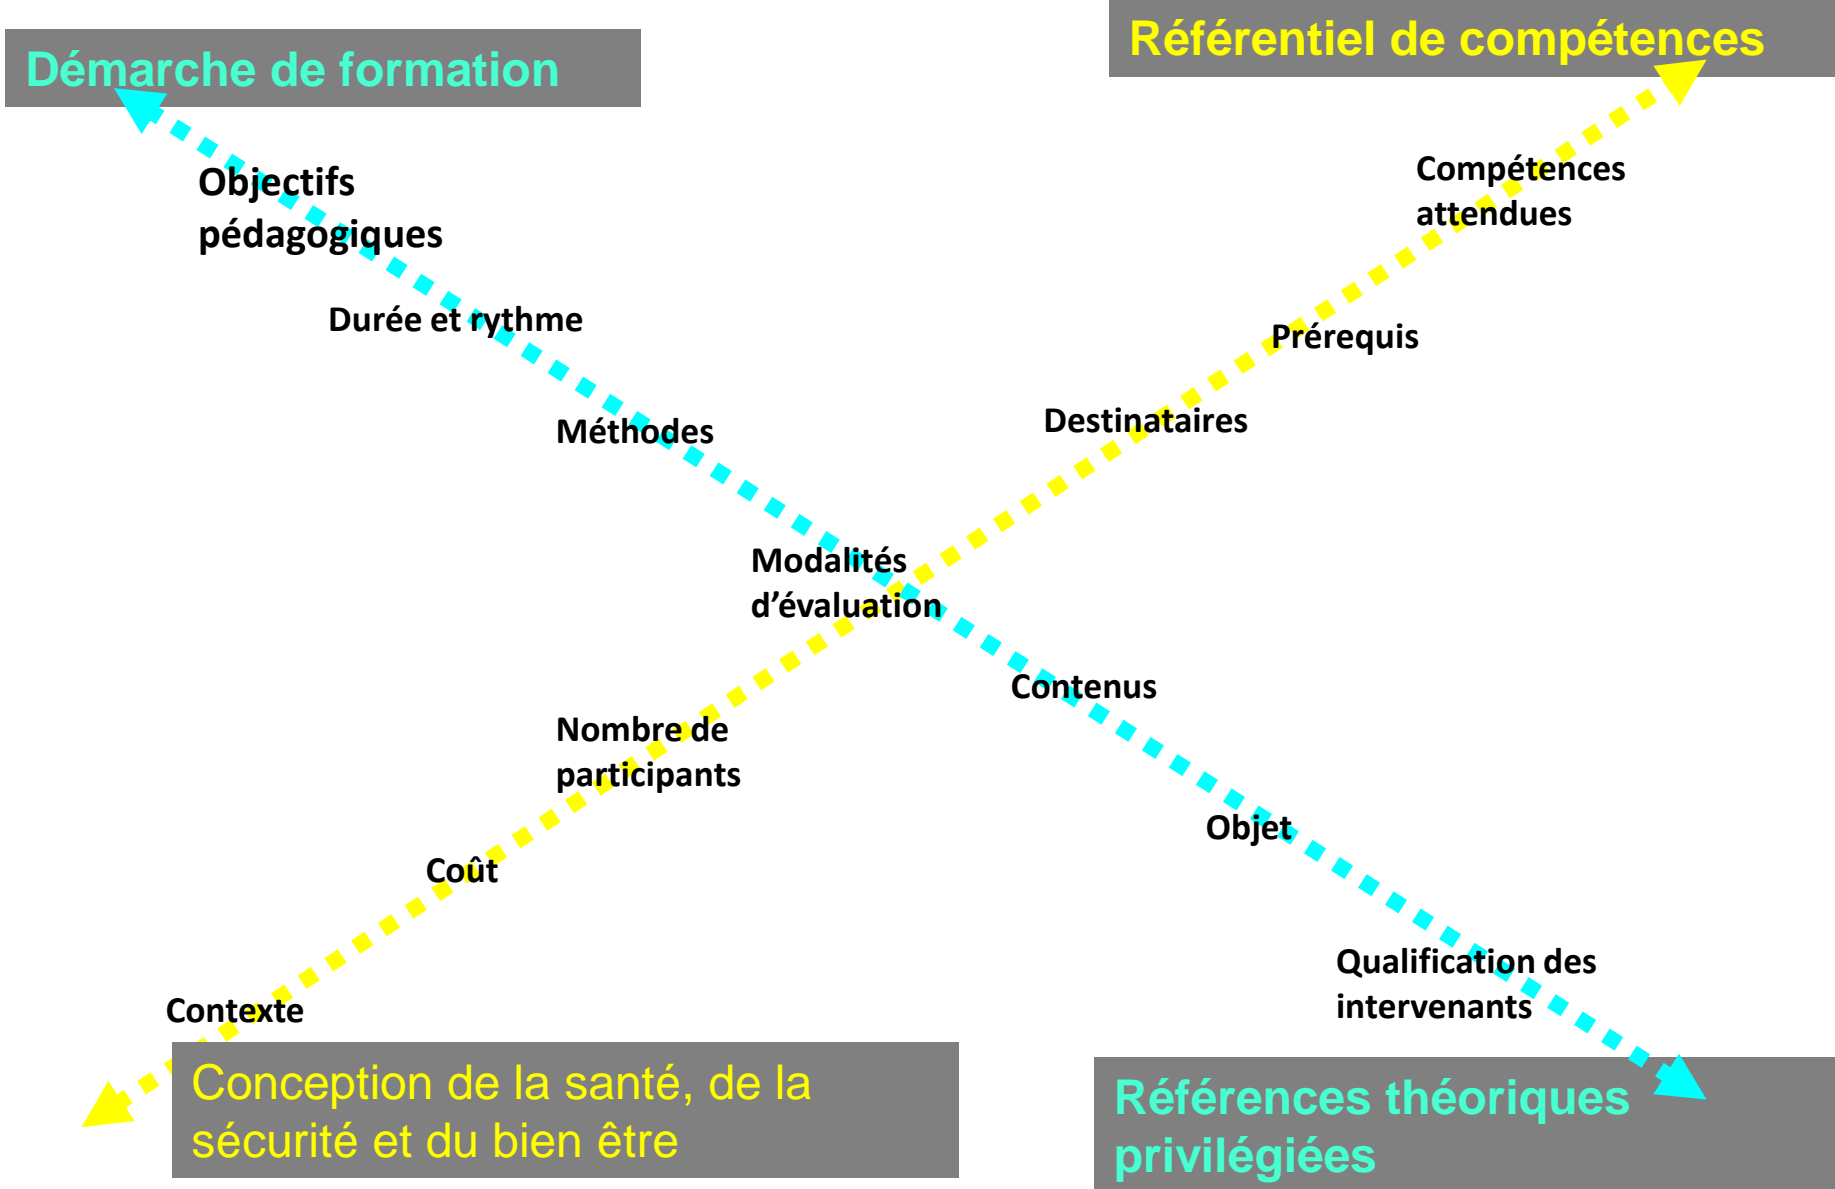 Référentiel de compétences
Démarche de formation
Compétences
attendues
Objectifs
pédagogiques
Durée et rythme
Prérequis
Destinataires
Méthodes
Modalités
d’évaluation
Contenus
Nombre de
participants
Objet
Coût
Qualification des
intervenants
Contexte
Conception de la santé, de la
sécurité et du bien être
Références théoriques
privilégiées